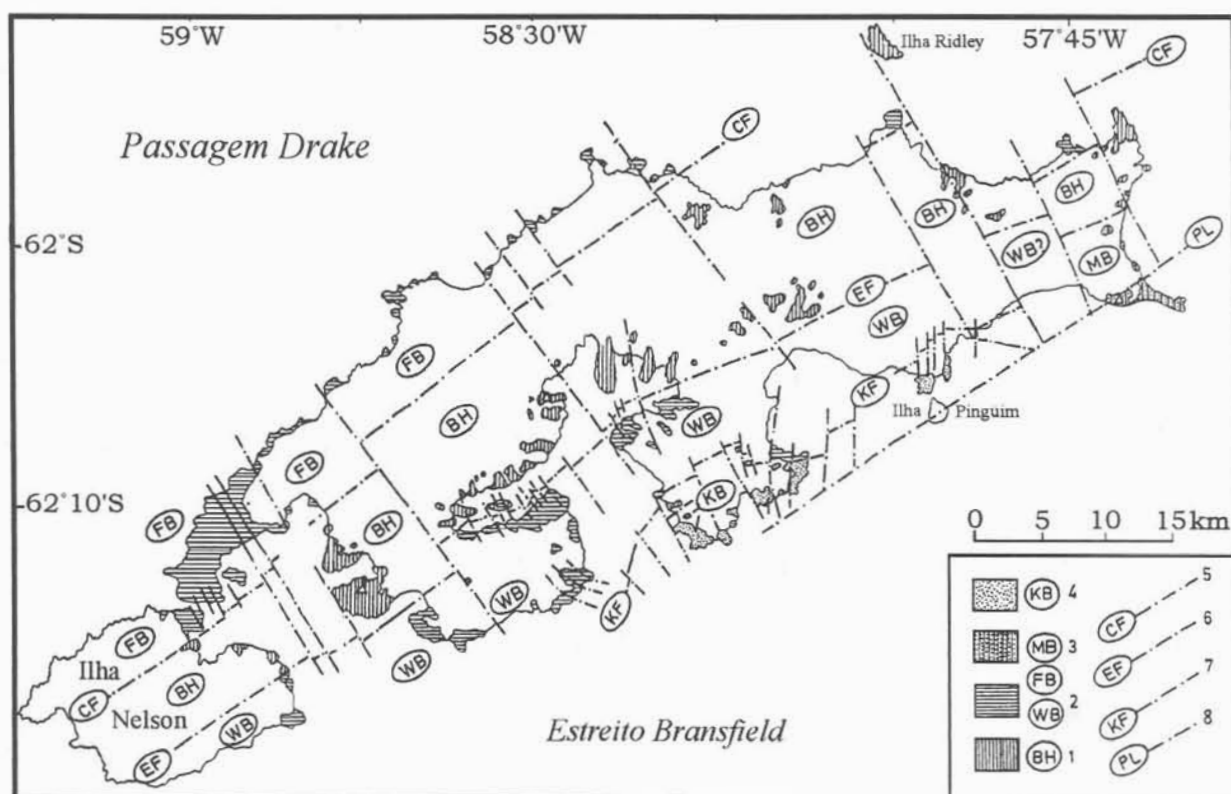 59°W
58°30'W
Ilha Ridley
57°45'W
CF
Passagem Drake
CF
BH
BH
BH
62°S
WB?
MB
PL
EF
WB
FB
KF
Ilha Pinguim
BH
WB
FB
KB
62°10'S
FB
BH
0 5 10 15 km
WB
KF
KB 4
MB 3
FB
WB 2
BH 1
CF 5
EF 6
KF 7
PL 8
FB
Ilha
BH
WB
CF
Nelson
WB
EF
Estreito Bransfield